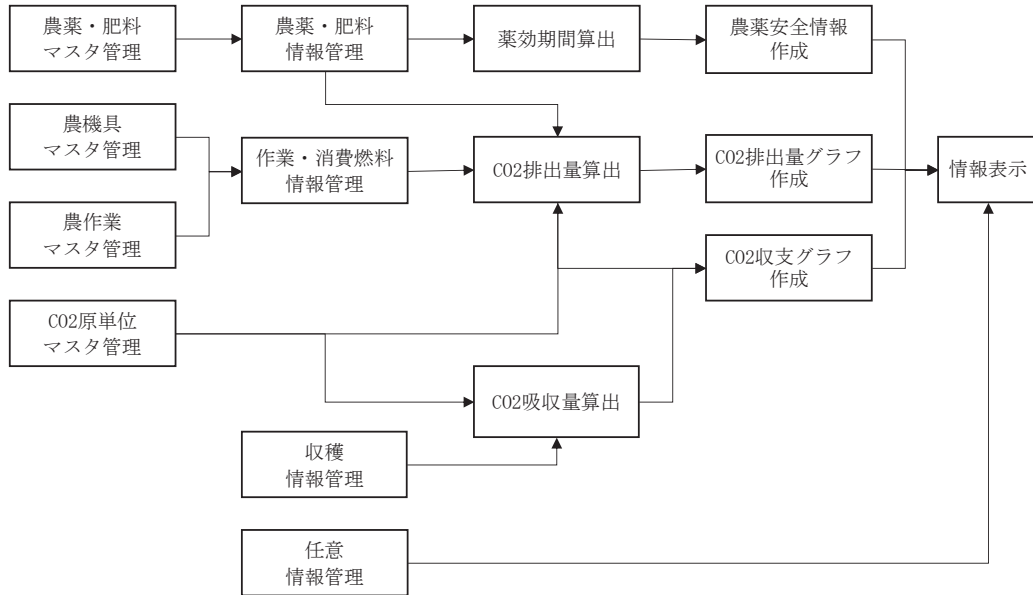 農薬・肥料
マスタ管理
農薬・肥料
情報管理
薬効期間算出
農薬安全情報
作成
農機具
マスタ管理
作業・消費燃料
情報管理
CO2排出量算出
CO2排出量グラフ
作成
情報表示
農作業
マスタ管理
CO2収支グラフ
作成
CO2原単位
マスタ管理
CO2吸収量算出
収穫
情報管理
任意
情報管理